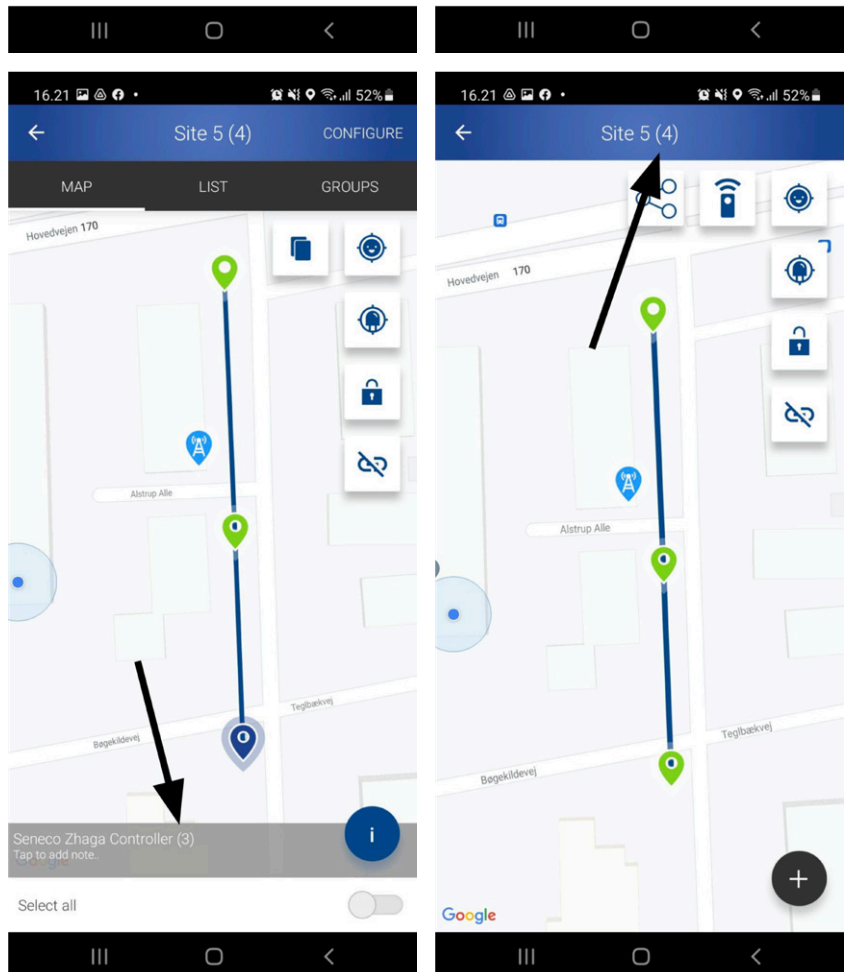 16.21
52%
Site 5 (4)
CONFIGURE
MAP
LIST
GROUPS
Hovedvejen 170
Alstrup Alle
Teglbækvej
Bøgekildevej
Seneco Zhaga Controller (3)
Tap to add note..
Google
i
Select all
16.21
52%
Site 5 (4)
Hovedvejen 170
Alstrup Alle
Teglbækvej
Bøgekildevej
+
Google